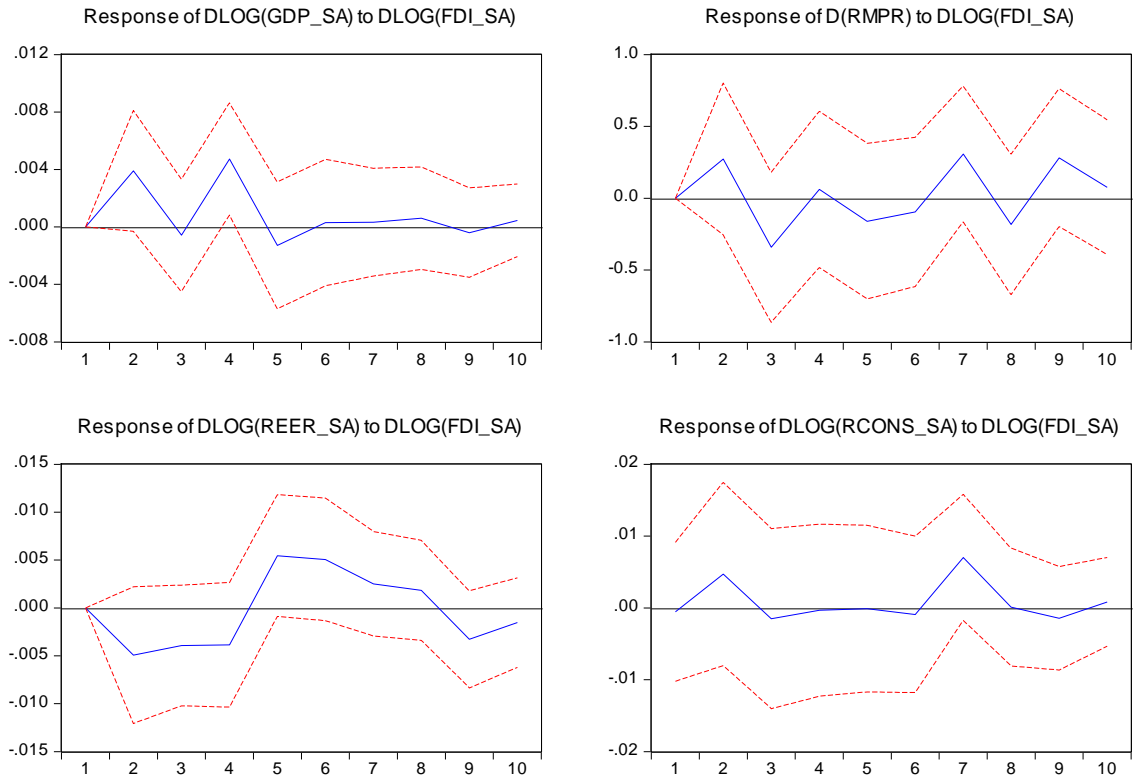 Response of DLOG(GDP_SA) to DLOG(FDI_SA)
.012
.008
.004
.000
-.004
-.008
1 2 3 4 5 6 7 8 9 10
Response of D(RMPR) to DLOG(FDI_SA)
1.0
0.5
0.0
-0.5
-1.0
1 2 3 4 5 6 7 8 9 10
Response of DLOG(REER_SA) to DLOG(FDI_SA)
.015
.010
.005
.000
-.005
-.010
-.015
1 2 3 4 5 6 7 8 9 10
Response of DLOG(RCONS_SA) to DLOG(FDI_SA)
.02
.01
.00
-.01
-.02
1 2 3 4 5 6 7 8 9 10